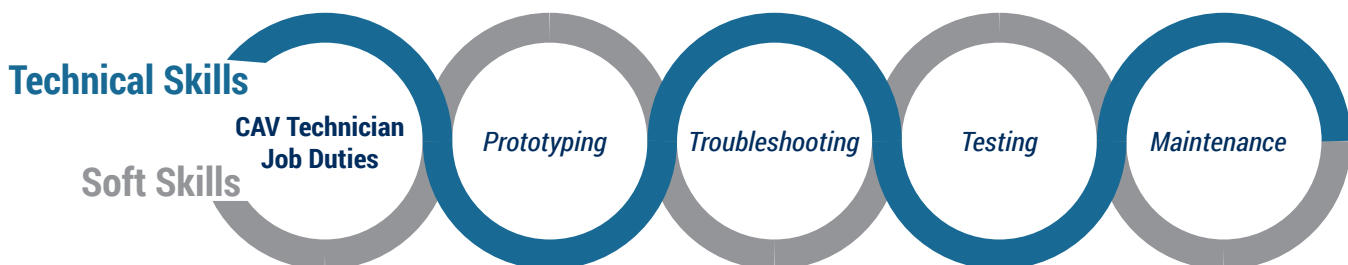 Technical Skills
Soft Skills
CAV Technician
Job Duties
Prototyping
Troubleshooting
Testing
Maintenance